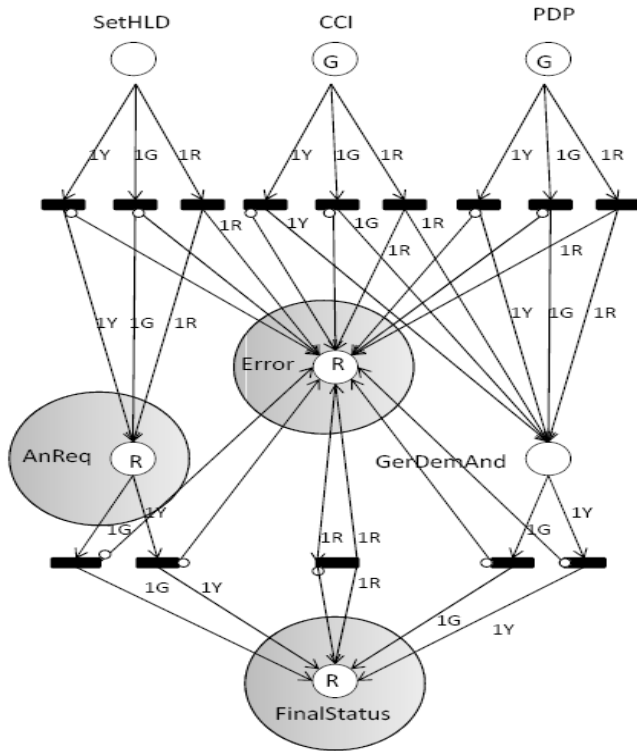 SetHLD CCI PDP
G G
1Y 1G 1R 1Y 1G 1R 1Y 1G 1R
1R 1Y 1G 1R
1R 1R
1Y 1G 1R 1Y 1G 1R
Error R
AnReq R GerDemAnd
1G 1Y 1G 1Y
1R 1R
1G 1Y 1R
1G 1Y
R
FinalStatus